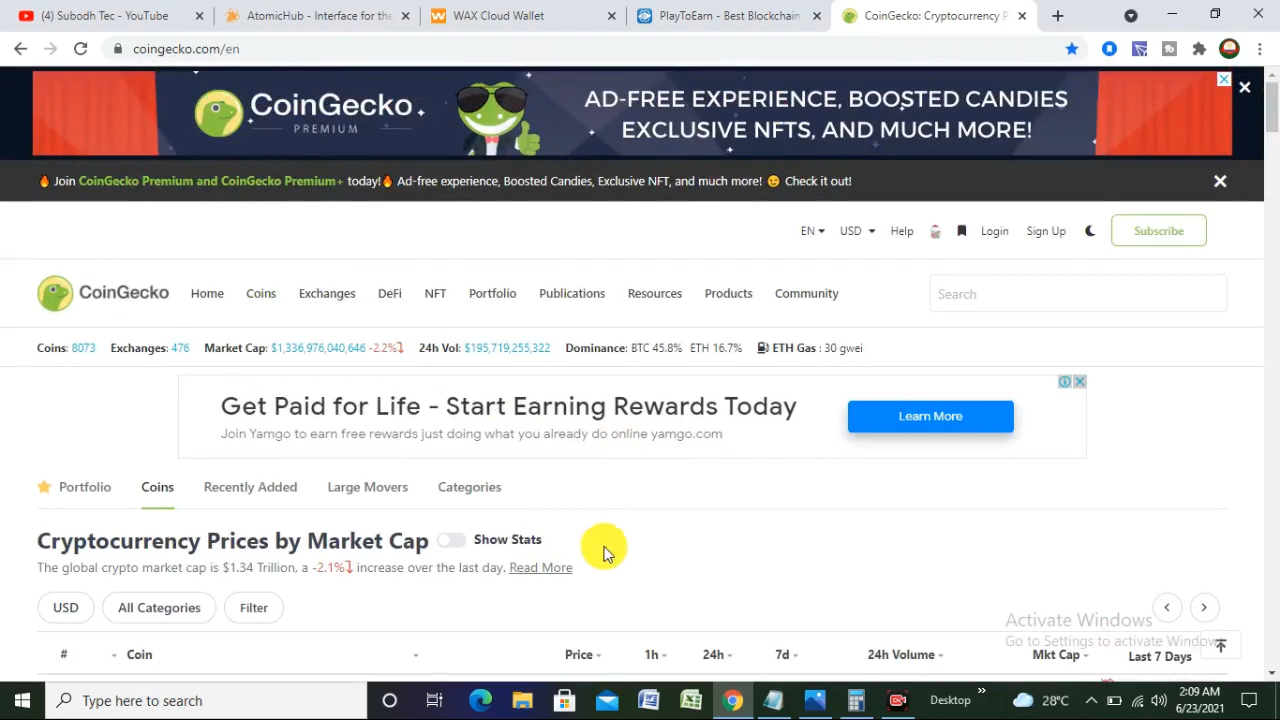 (4) Subodh Tec - YouTube
AtomicHub - Interface for the
WAX Cloud Wallet
PlayToEarn - Best Blockchain
CoinGecko: Cryptocurrency P
coingecko.com/en
CoinGecko
PREMIUM
AD-FREE EXPERIENCE, BOOSTED CANDIES
EXCLUSIVE NFTS, AND MUCH MORE!
🔥 Join CoinGecko Premium and CoinGecko Premium+ today!🔥 Ad-free experience, Boosted Candies, Exclusive NFT, and much more! 😉 Check it out!
EN USD Help Login Sign Up Subscribe
CoinGecko Home Coins Exchanges DeFi NFT Portfolio Publications Resources Products Community Search
Coins: 8073 Exchanges: 476 Market Cap: $1,336,976,040,646 -2.2% 24h Vol: $195,719,255,322 Dominance: BTC 45.8% ETH 16.7% ETH Gas : 30 gwei
Get Paid for Life - Start Earning Rewards Today
Join Yamgo to earn free rewards just doing what you already do online yamgo.com
Learn More
Portfolio Coins Recently Added Large Movers Categories
Cryptocurrency Prices by Market Cap Show Stats
The global crypto market cap is $1.34 Trillion, a -2.1% increase over the last day. Read More
USD All Categories Filter
Activate Windows
Go to Settings to activate Window
# Coin Price 1h 24h 7d 24h Volume Mkt Cap Last 7 Days
Type here to search
Desktop
28°C
2:09 AM
6/23/2021